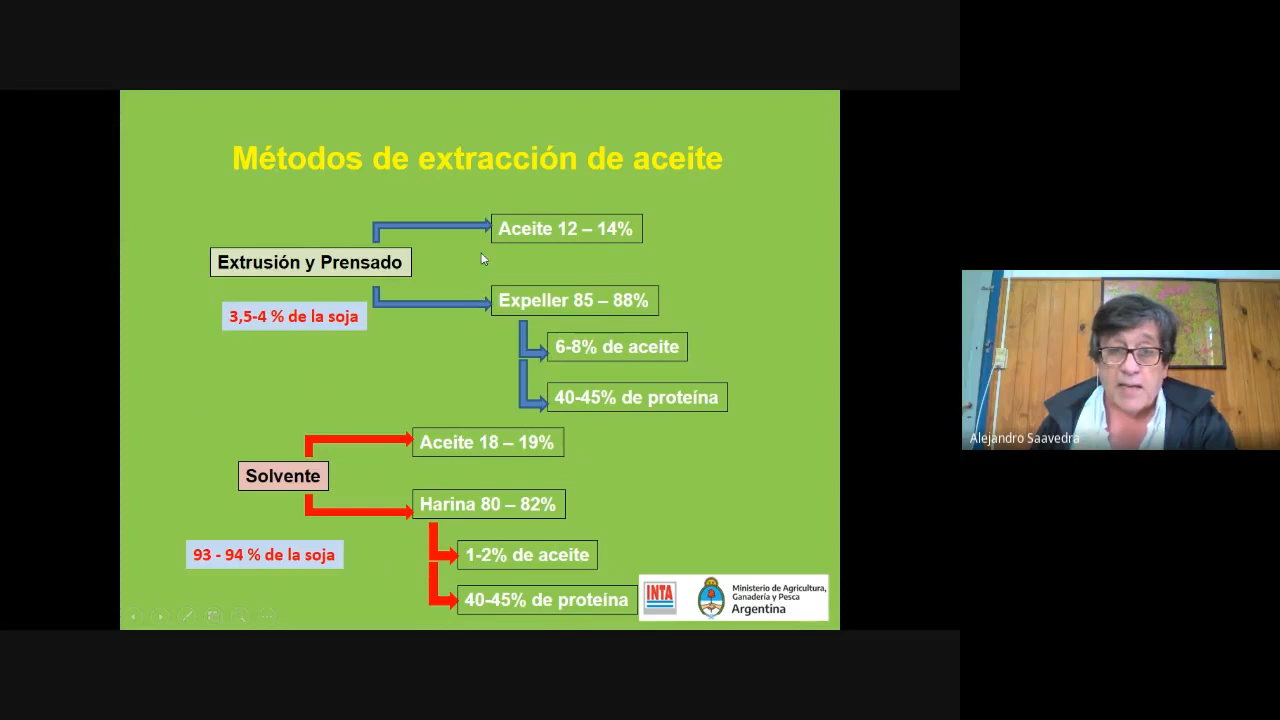 Métodos de extracción de aceite
Aceite 12 – 14%
Extrusión y Prensado
Expeller 85 – 88%
3,5-4 % de la soja
6-8% de aceite
40-45% de proteína
Aceite 18 – 19%
Solvente
Harina 80 – 82%
93 - 94 % de la soja
1-2% de aceite
40-45% de proteina
INTA
Ministerio de Agricultura,
Ganadería y Pesca
Argentina
Alejandro Saavedra